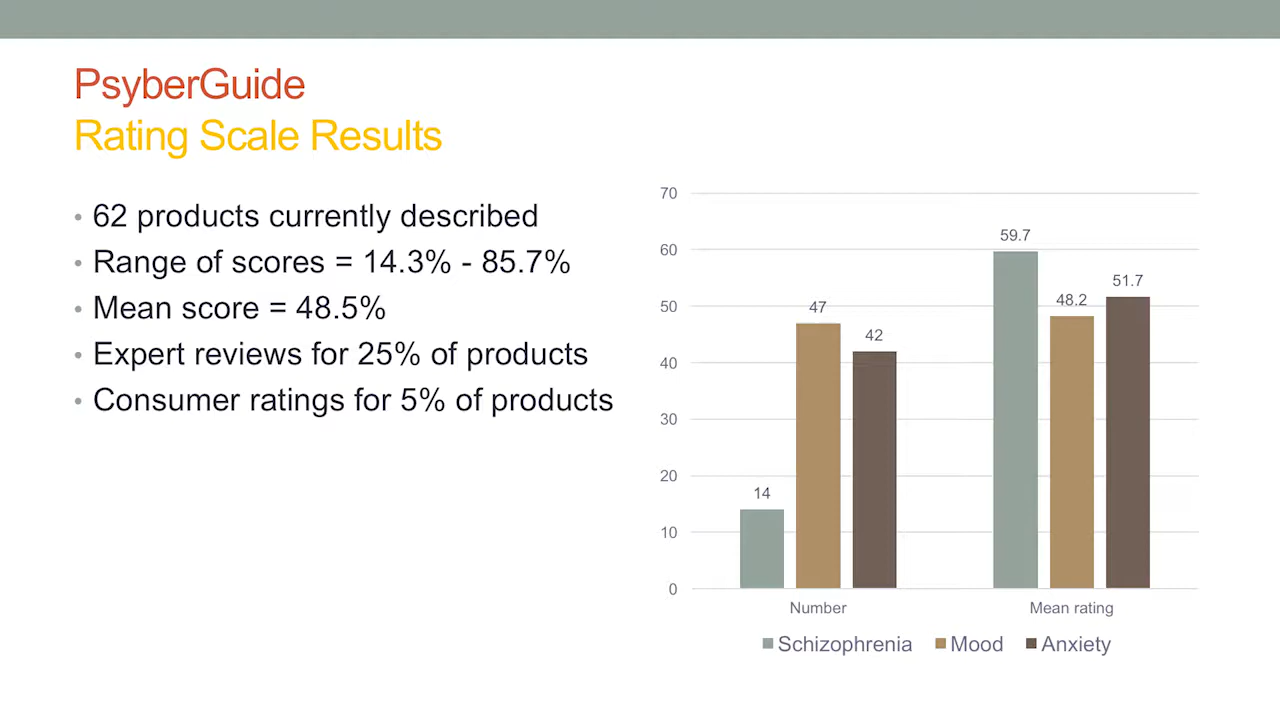 PsyberGuide
Rating Scale Results
• 62 products currently described
• Range of scores = 14.3% - 85.7%
• Mean score = 48.5%
• Expert reviews for 25% of products
• Consumer ratings for 5% of products
70
60
50
40
30
20
10
0
14
47
42
59.7
48.2
51.7
Number
Mean rating
Schizophrenia Mood Anxiety